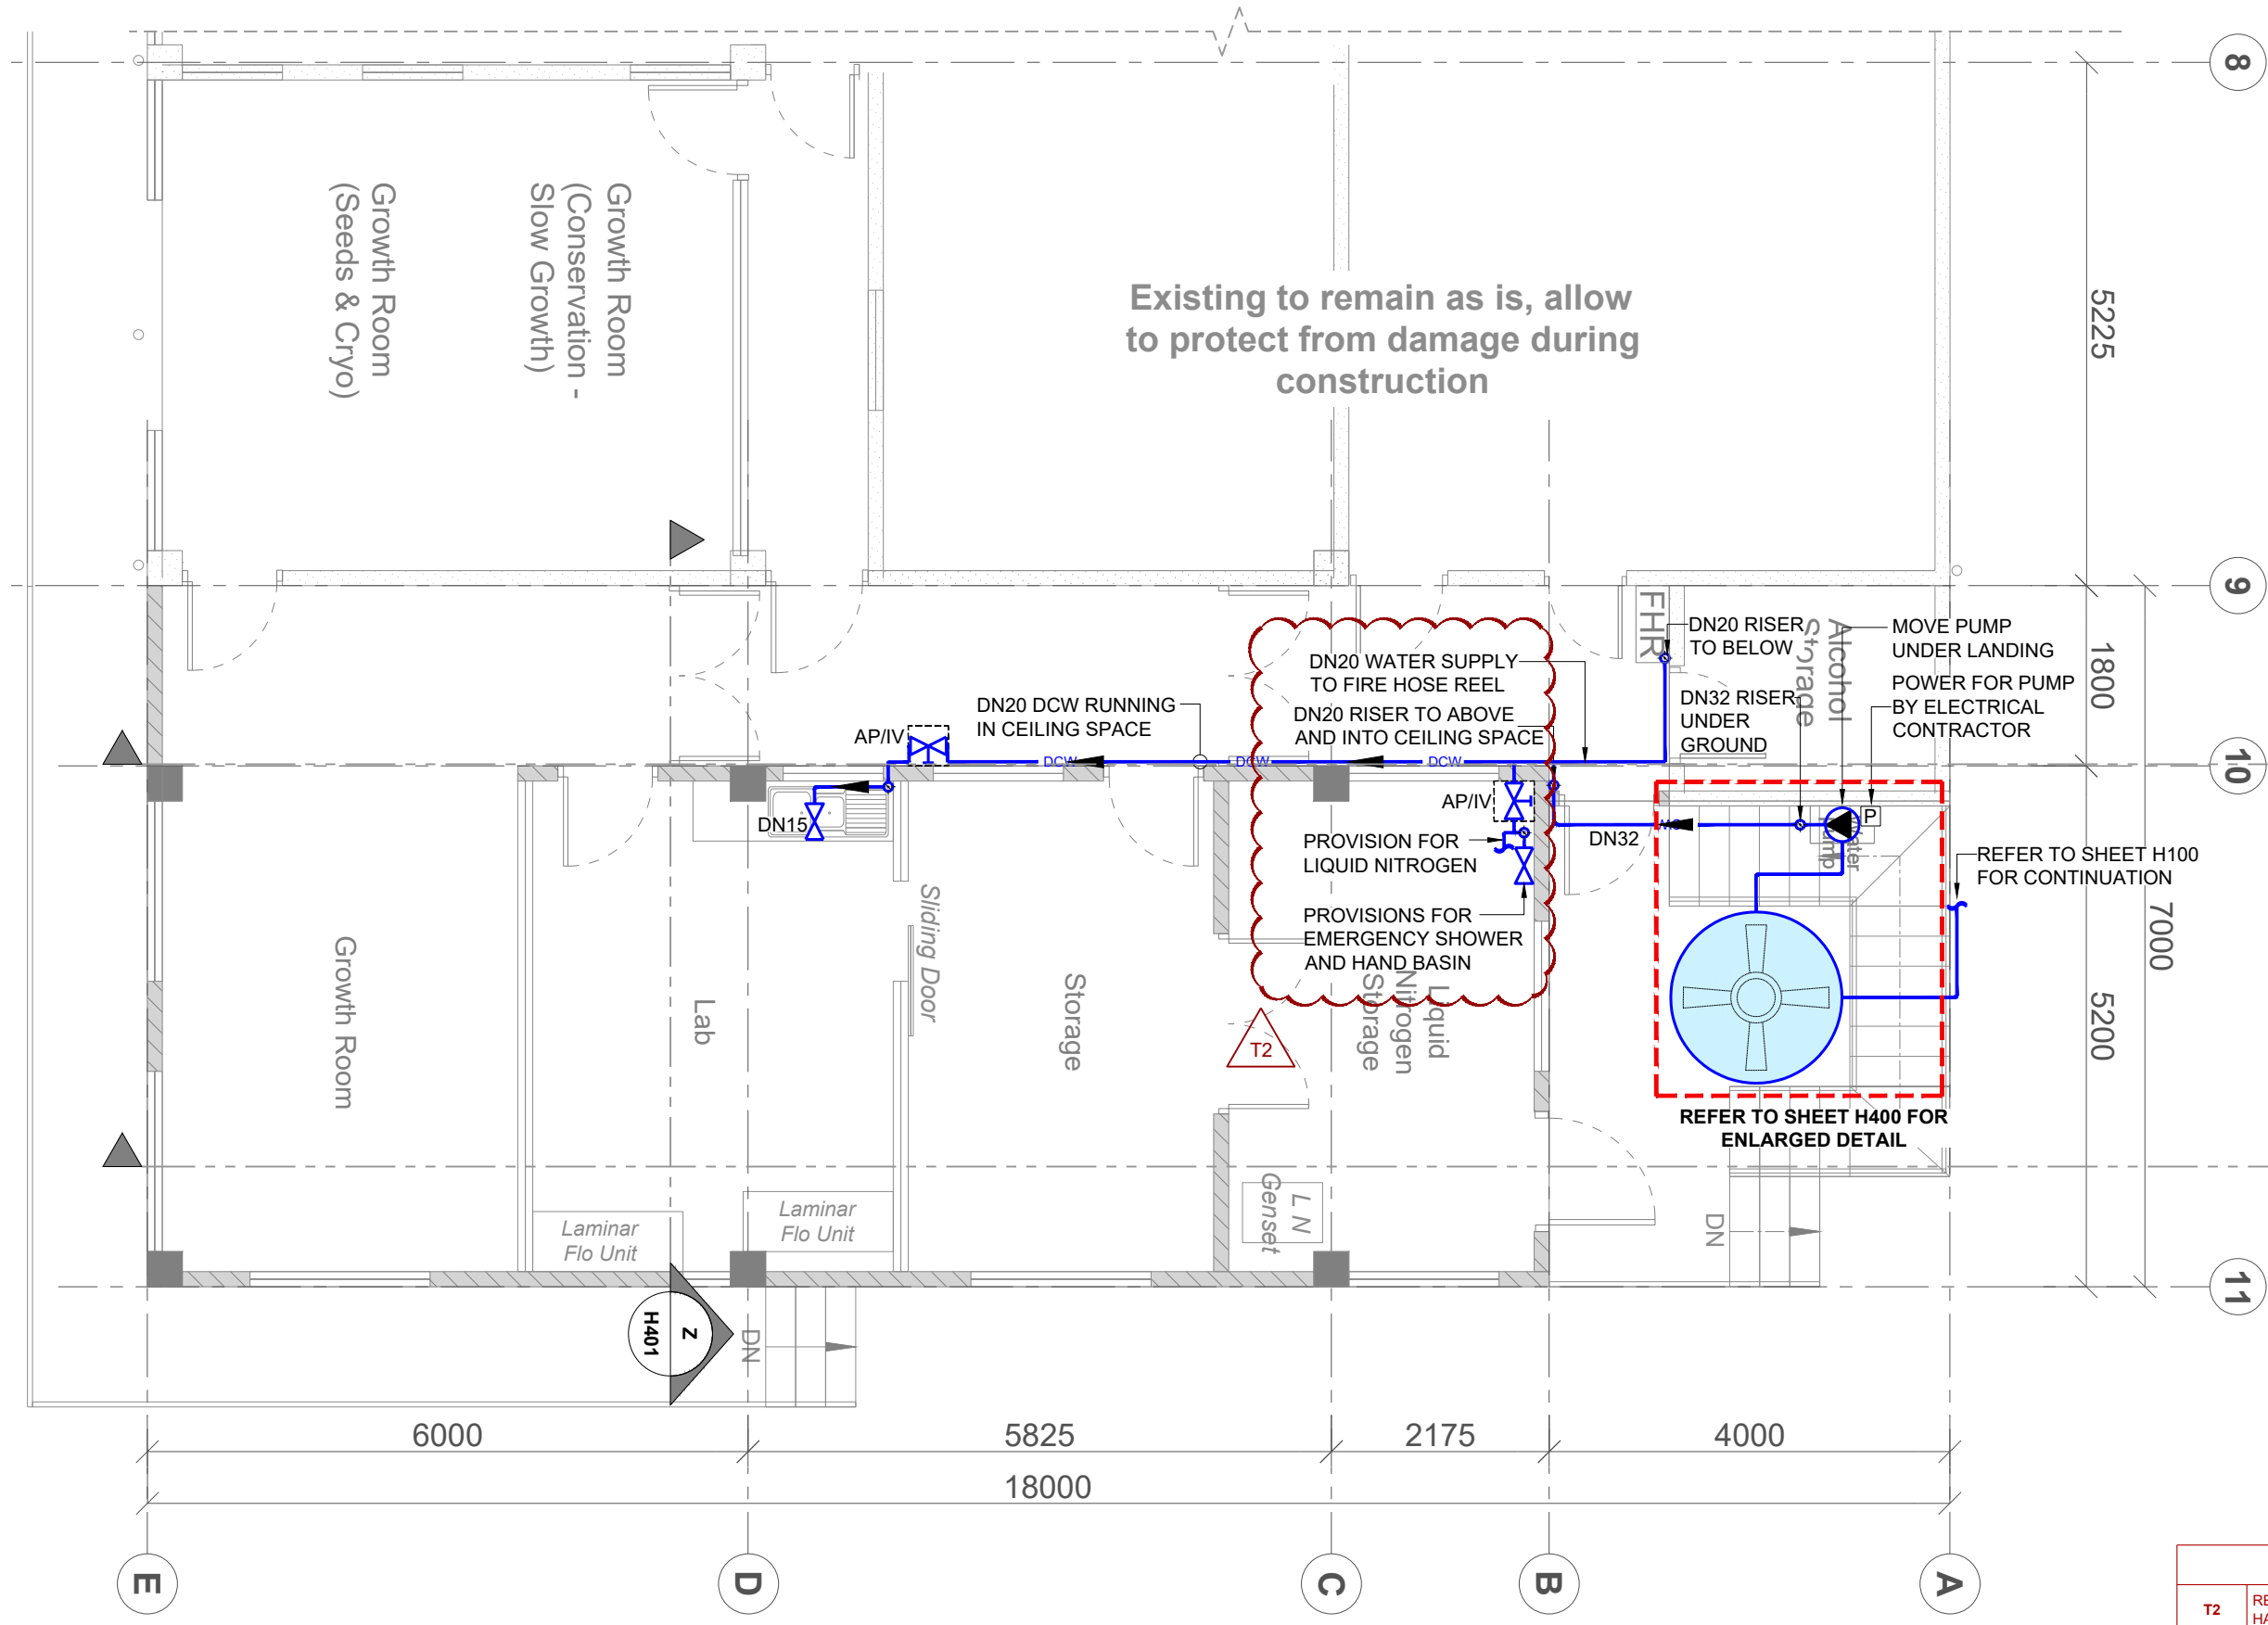 8
5225
Growth Room
(Seeds & Cryo)
Growth Room
(Conservation -
Slow Growth)
Existing to remain as is, allow
to protect from damage during
construction
9
FHR
DN20 RISER
TO BELOW
Alcohol
Storage
MOVE PUMP
UNDER LANDING
1800
DN20 WATER SUPPLY
TO FIRE HOSE REEL
DN32 RISER
UNDER
GROUND
POWER FOR PUMP
BY ELECTRICAL
CONTRACTOR
DN20 DCW RUNNING
IN CEILING SPACE
DN20 RISER TO ABOVE
AND INTO CEILING SPACE
AP/IV
DCW
DCW
DCW
10
AP/IV
DN15
P
DN32
Water
Pump
PROVISION FOR
LIQUID NITROGEN
REFER TO SHEET H100
FOR CONTINUATION
PROVISIONS FOR
EMERGENCY SHOWER
AND HAND BASIN
7000
5200
Growth Room
Lab
Sliding Door
Storage
Liquid
Nitrogen
Storage
T2
REFER TO SHEET H400 FOR
ENLARGED DETAIL
Laminar
Flo Unit
Laminar
Flo Unit
L N
Genset
DN
11
Z
H401
DN
6000
5825
2175
4000
18000
E
D
C
B
A
T2